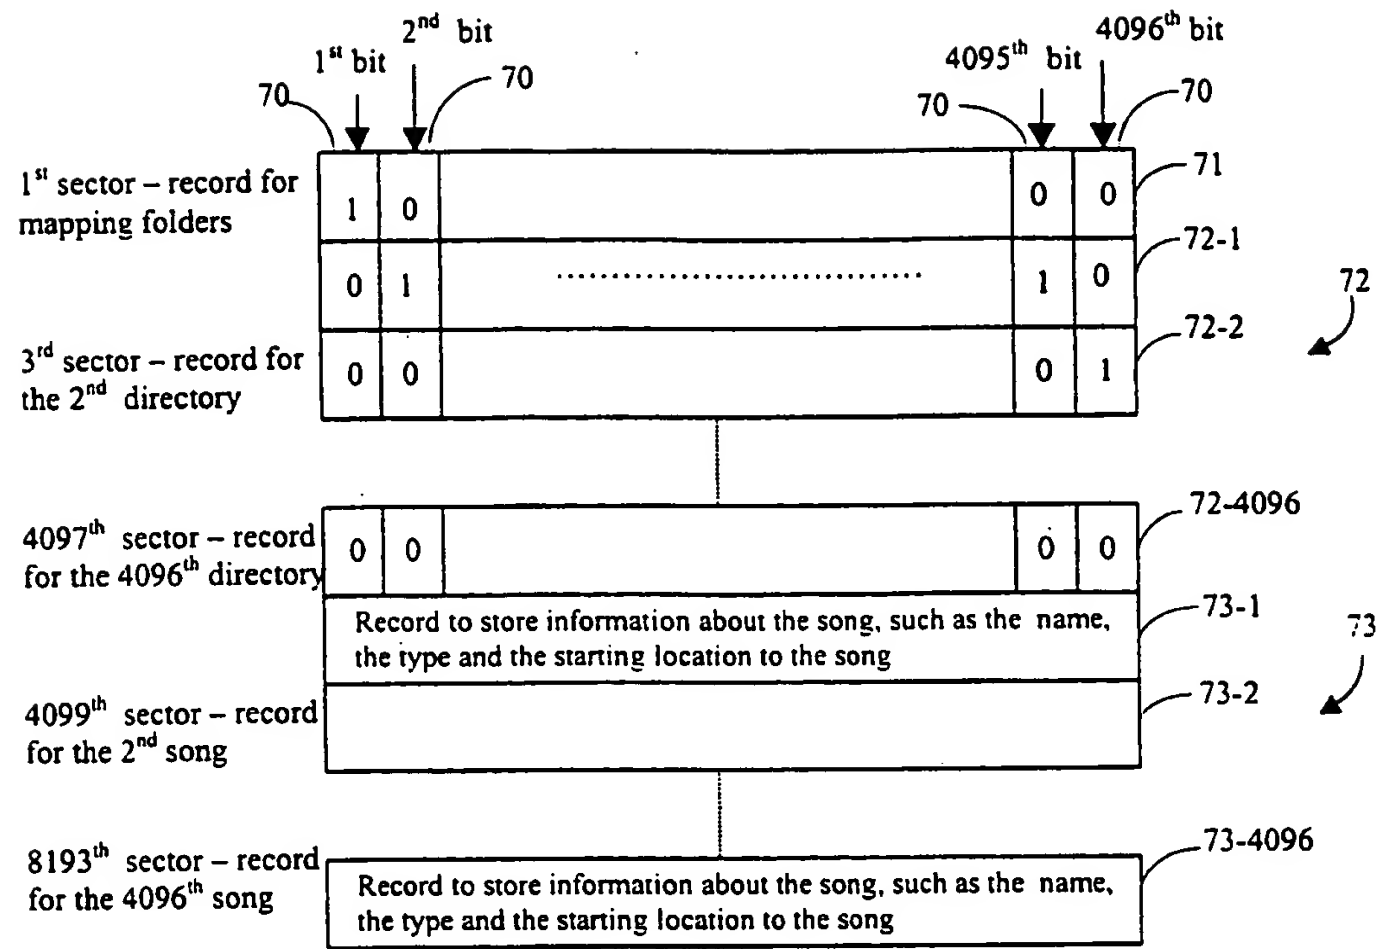 1st bit
2nd bit
4095th bit
4096th bit
70
70
70
70
1st sector – record for
mapping folders
1 0 0 0
71
0 1 ........................................ 1 0
72-1
72
3rd sector – record for
the 2nd directory
0 0 0 1
72-2
4097th sector – record
for the 4096th directory
0 0 0 0
72-4096
Record to store information about the song, such as the name,
the type and the starting location to the song
73-1
73
4099th sector – record
for the 2nd song
73-2
8193th sector – record
for the 4096th song
Record to store information about the song, such as the name,
the type and the starting location to the song
73-4096